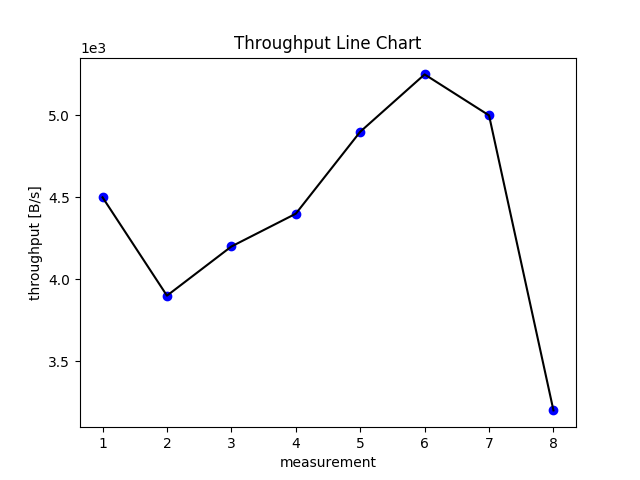 Throughput Line Chart
1e3
throughput [B/s]
5.0
4.5
4.0
3.5
1 2 3 4 5 6 7 8
measurement